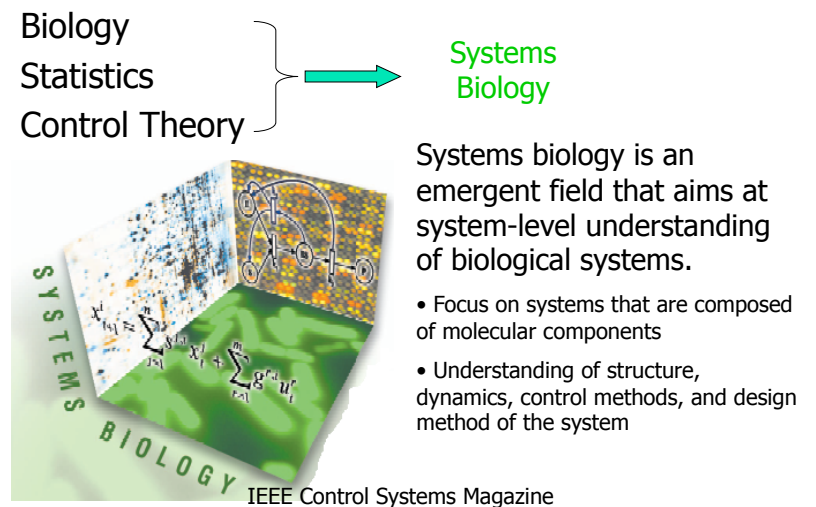 Biology
Statistics
Control Theory
Systems
Biology
Systems biology is an
emergent field that aims at
system-level understanding
of biological systems.
• Focus on systems that are composed
of molecular components
• Understanding of structure,
dynamics, control methods, and design
method of the system
SYSTEMS BIOLOGY
IEEE Control Systems Magazine